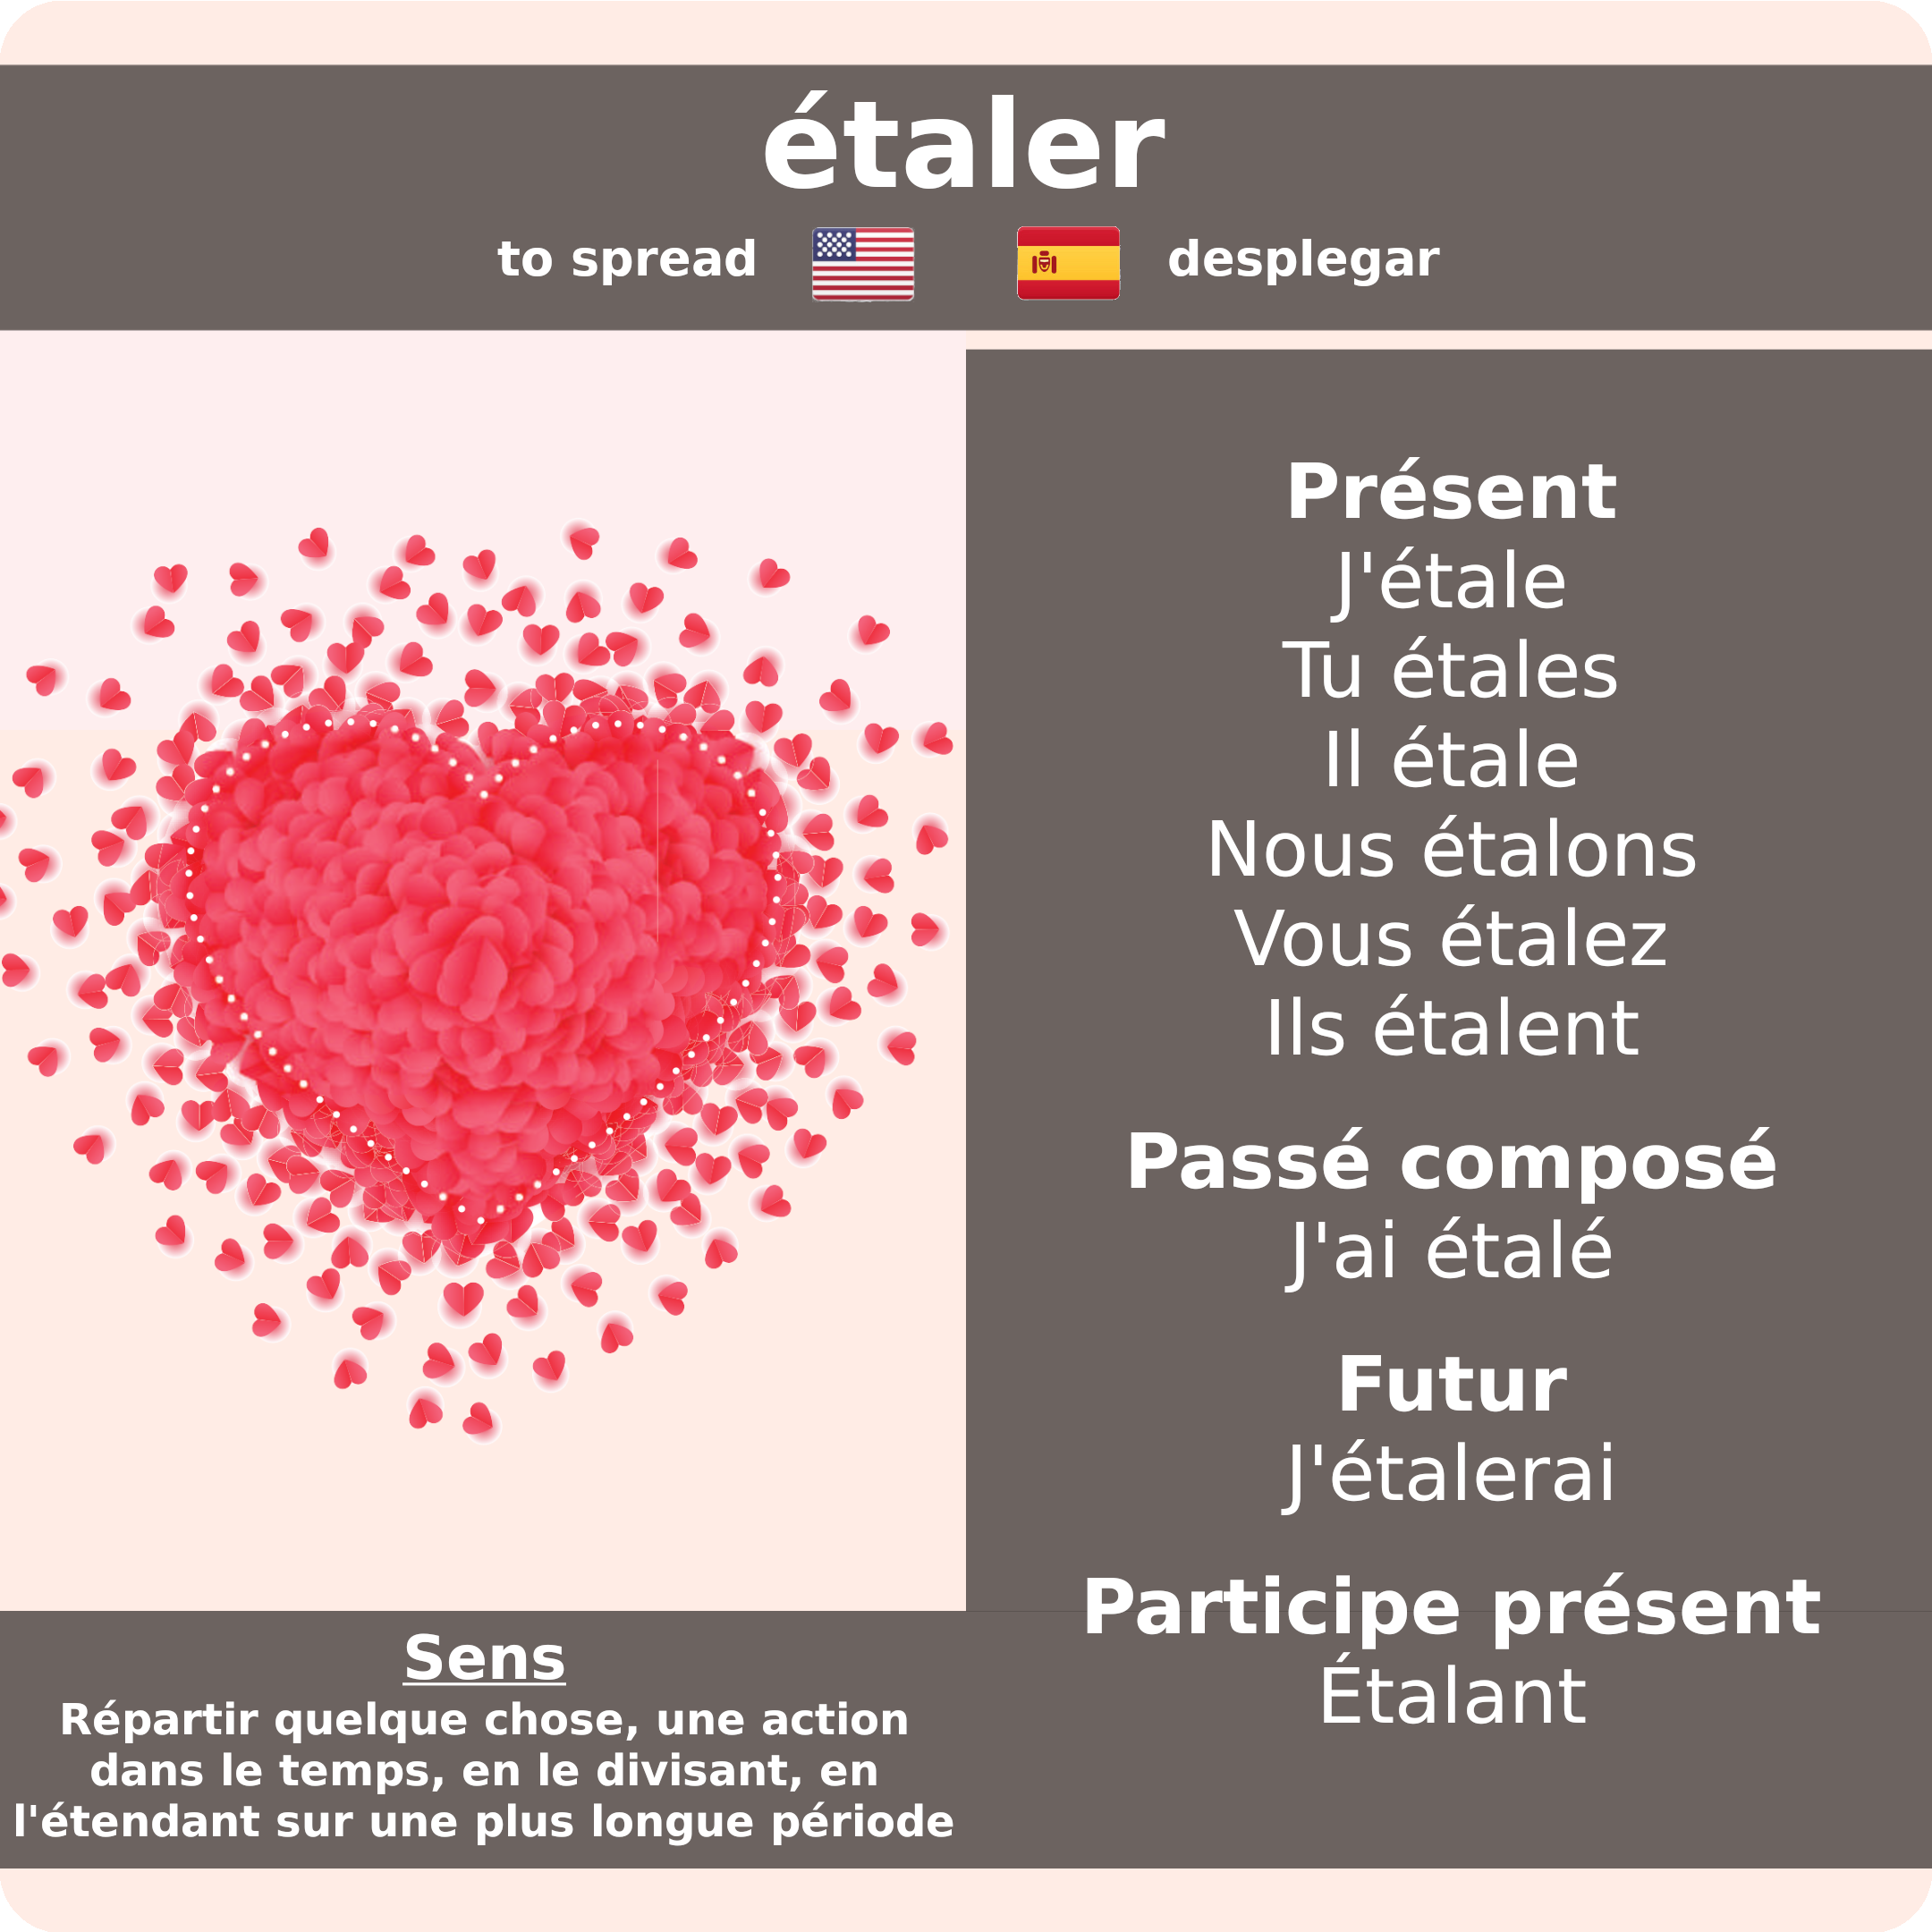 étaler
to spread desplegar
Présent
J'étale
Tu étales
Il étale
Nous étalons
Vous étalez
Ils étalent
Passé composé
J'ai étalé
Futur
J'étalerai
Participe présent
Étalant
Sens
Répartir quelque chose, une action
dans le temps, en le divisant, en
l'étendant sur une plus longue période